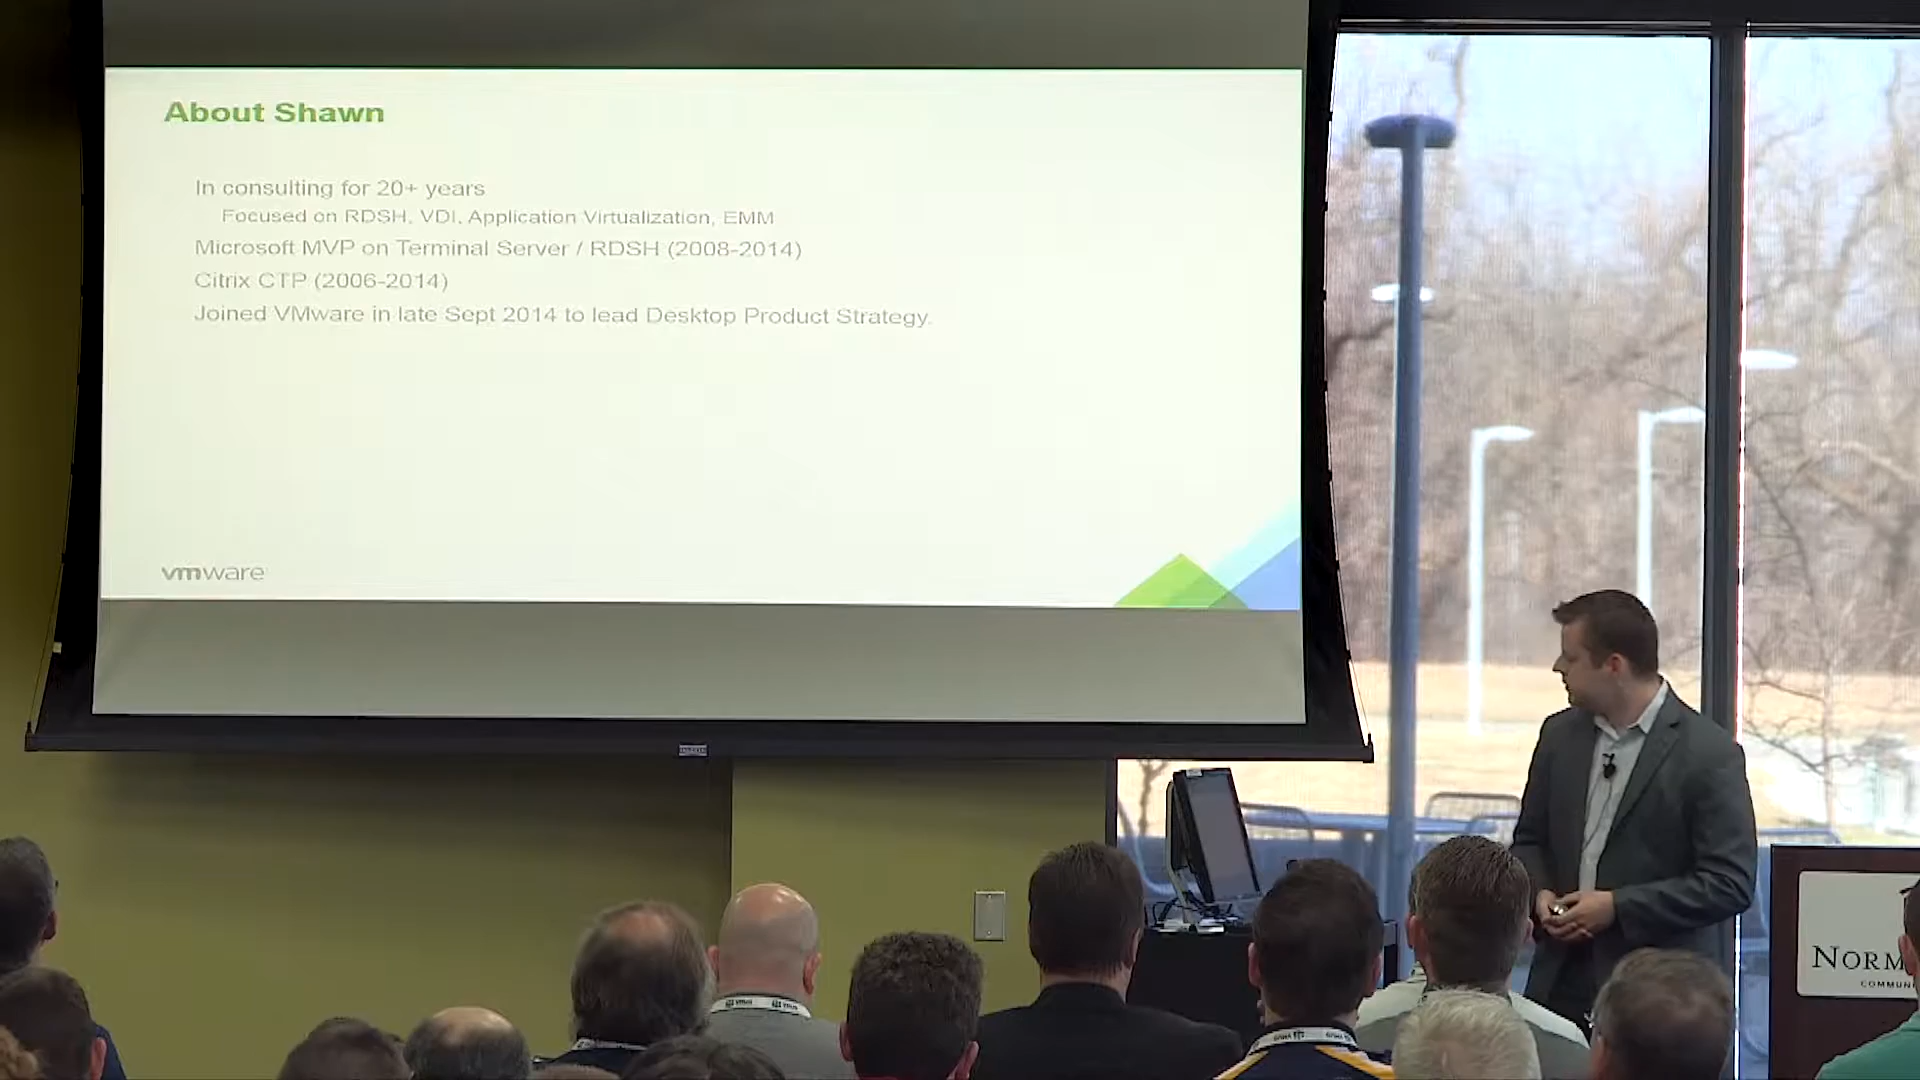 About Shawn
In consulting for 20+ years
Focused on RDSH, VDI, Application Virtualization, EMM
Microsoft MVP on Terminal Server / RDSH (2008-2014)
Citrix CTP (2006-2014)
Joined VMware in late Sept 2014 to lead Desktop Product Strategy.
vmware
NORM
COMMUN